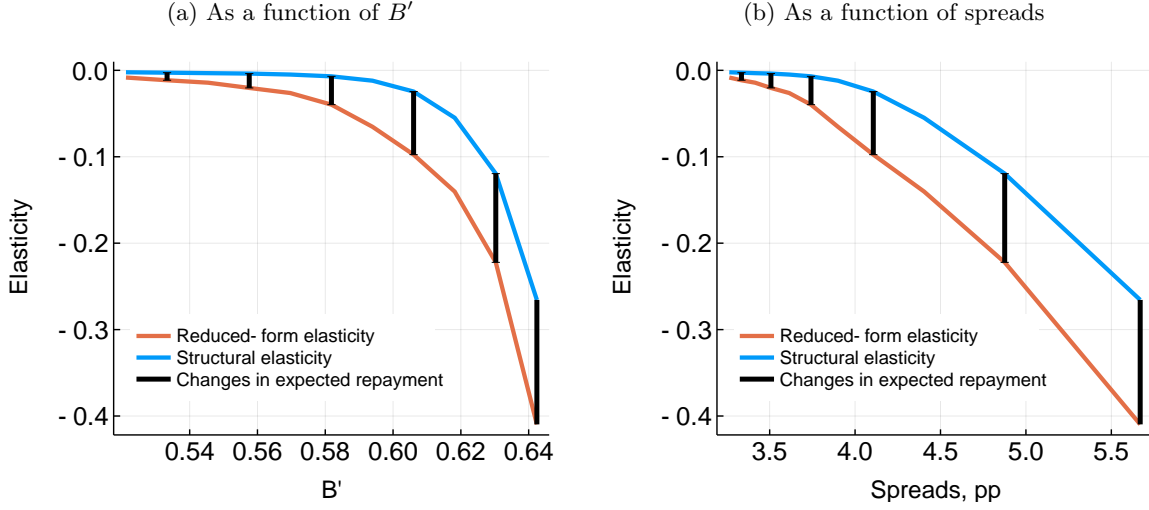 (a) As a function of B′
(b) As a function of spreads
0.0
- 0.1
- 0.2
- 0.3
- 0.4
Elasticity
Reduced- form elasticity
Structural elasticity
Changes in expected repayment
0.54
0.56
0.58
0.60
0.62
0.64
B'
0.0
- 0.1
- 0.2
- 0.3
- 0.4
Elasticity
Reduced- form elasticity
Structural elasticity
Changes in expected repayment
3.5
4.0
4.5
5.0
5.5
Spreads, pp